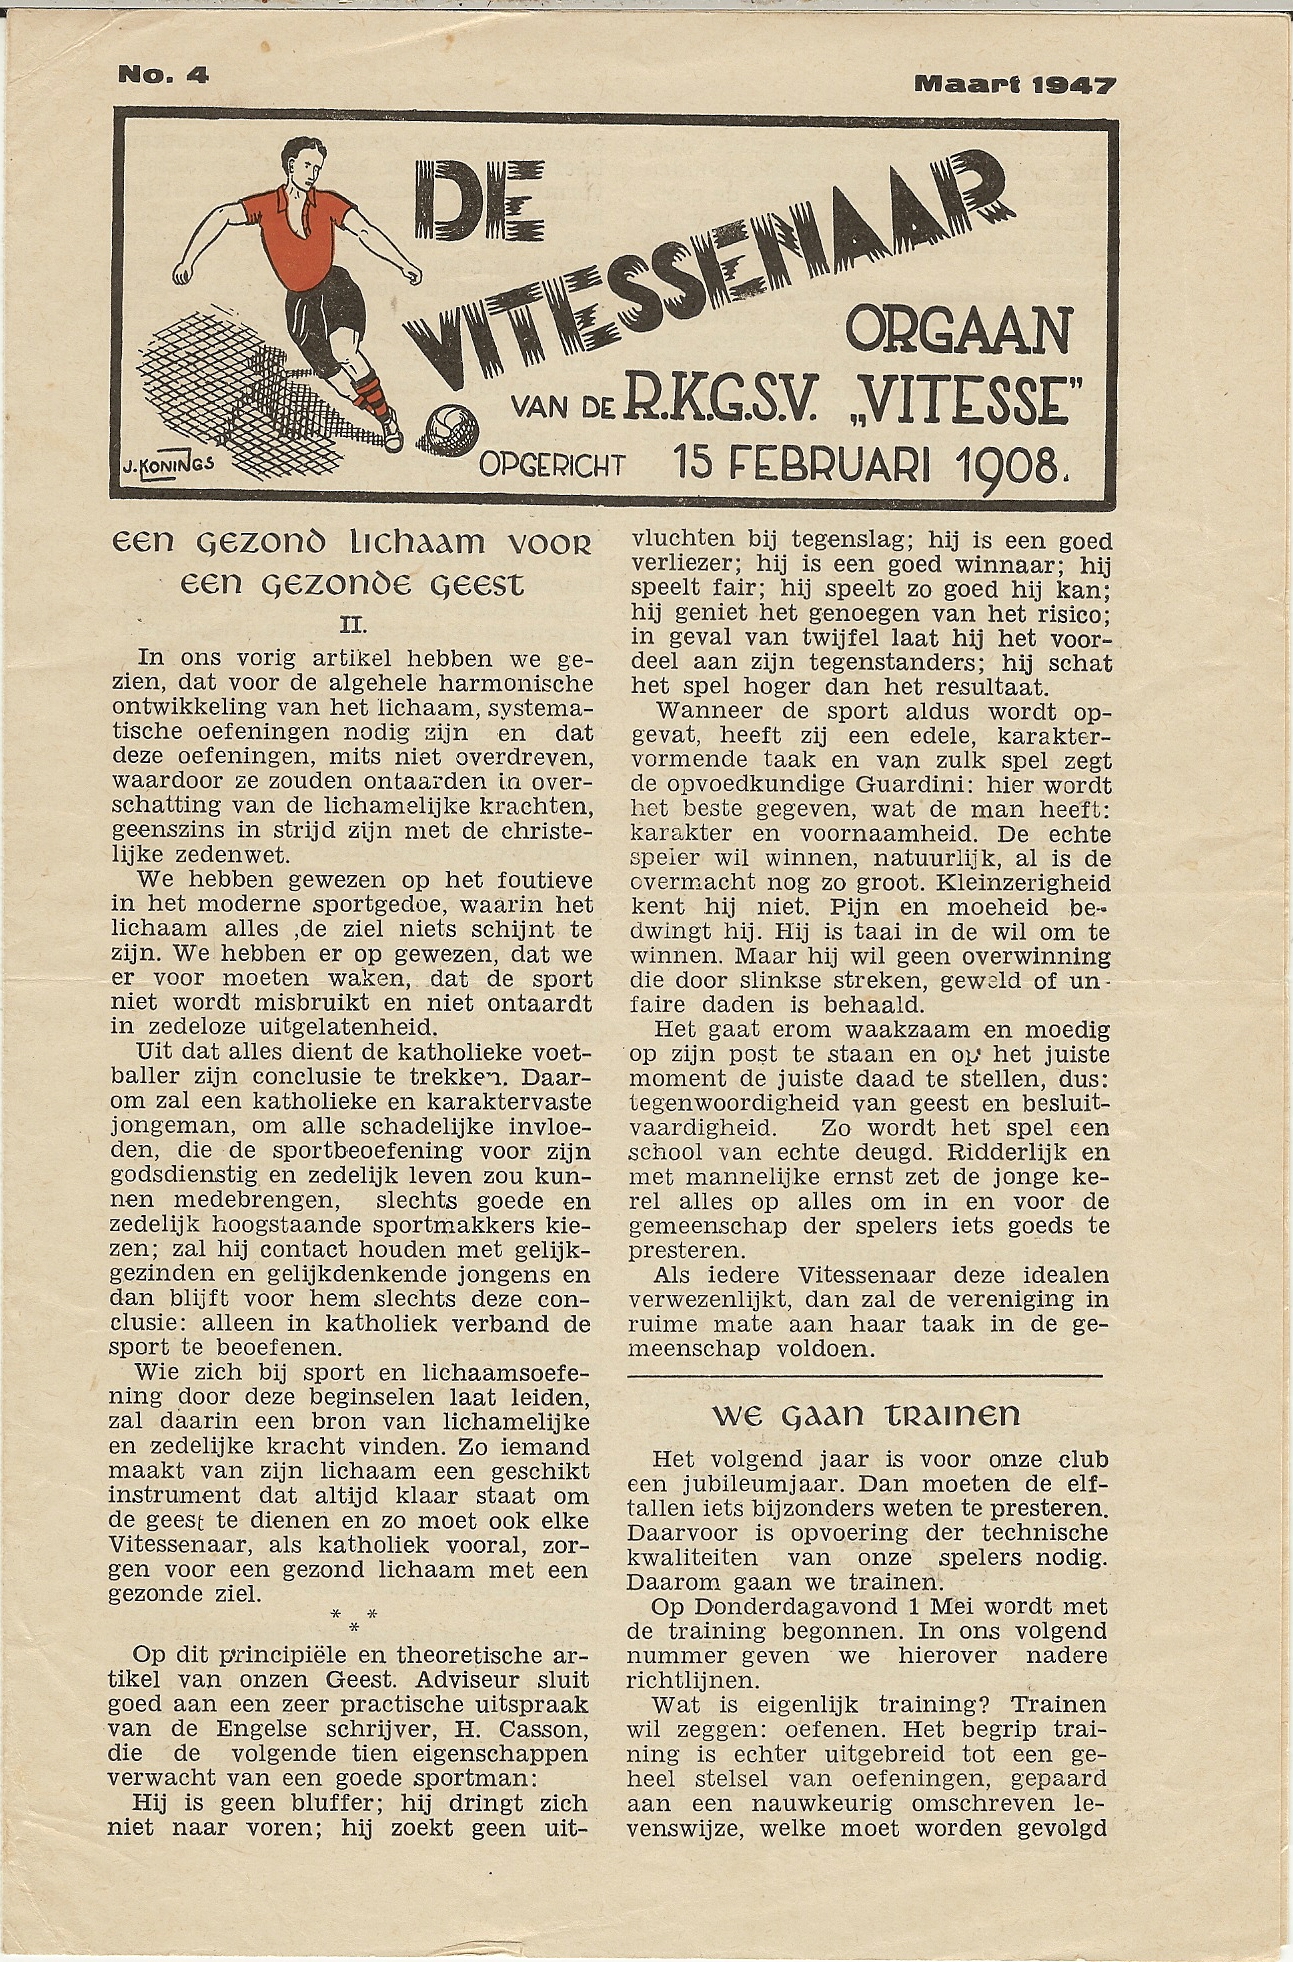 No. 4
Maart 1947
DE
VITESSENAAR
ORGAAN
VAN DE R.K.G.S.V. „VITESSE”
OPGERICHT 15 FEBRUARI 1908.
J. KONINGS
EEN GEZOND LICHAAM VOOR
EEN GEZONDE GEEST
II.
In ons vorig artikel hebben we ge-
zien, dat voor de algehele harmonische
ontwikkeling van het lichaam, systema-
tische oefeningen nodig zijn en dat
deze oefeningen, mits niet overdreven,
waardoor ze zouden ontaarden in over-
schatting van de lichamelijke krachten,
geenszins in strijd zijn met de christe-
lijke zedenwet.
We hebben gewezen op het foutieve
in het moderne sportgedoe, waarin het
lichaam alles ,de ziel niets schijnt te
zijn. We hebben er op gewezen, dat we
er voor moeten waken, dat de sport
niet wordt misbruikt en niet ontaardt
in zedeloze uitgelatenheid.
Uit dat alles dient de katholieke voet-
baller zijn conclusie te trekken. Daar-
om zal een katholieke en karaktervaste
jongeman, om alle schadelijke invloe-
den, die de sportbeoefening voor zijn
godsdienstig en zedelijk leven zou kun-
nen medebrengen, slechts goede en
zedelijk hoogstaande sportmakkers kie-
zen; zal hij contact houden met gelijk-
gezinden en gelijkdenkende jongens en
dan blijft voor hem slechts deze con-
clusie: alleen in katholiek verband de
sport te beoefenen.
Wie zich bij sport en lichaamsoefe-
ning door deze beginselen laat leiden,
zal daarin een bron van lichamelijke
en zedelijke kracht vinden. Zo iemand
maakt van zijn lichaam een geschikt
instrument dat altijd klaar staat om
de geest te dienen en zo moet ook elke
Vitessenaar, als katholiek vooral, zor-
gen voor een gezond lichaam met een
gezonde ziel.
* *
*
Op dit principiële en theoretische ar-
tikel van onzen Geest. Adviseur sluit
goed aan een zeer practische uitspraak
van de Engelse schrijver, H. Casson,
die de volgende tien eigenschappen
verwacht van een goede sportman:
Hij is geen bluffer; hij dringt zich
niet naar voren; hij zoekt geen uit-
vluchten bij tegenslag; hij is een goed
verliezer; hij is een goed winnaar; hij
speelt fair; hij speelt zo goed hij kan;
hij geniet het genoegen van het risico;
in geval van twijfel laat hij het voor-
deel aan zijn tegenstanders; hij schat
het spel hoger dan het resultaat.
Wanneer de sport aldus wordt op-
gevat, heeft zij een edele, karakter-
vormende taak en van zulk spel zegt
de opvoedkundige Guardini: hier wordt
het beste gegeven, wat de man heeft:
karakter en voornaamheid. De echte
speler wil winnen, natuurlijk, al is de
overmacht nog zo groot. Kleinzerigheid
kent hij niet. Pijn en moeheid be-
dwingt hij. Hij is taai in de wil om te
winnen. Maar hij wil geen overwinning
die door slinkse streken, geweld of un-
faire daden is behaald.
Het gaat erom waakzaam en moedig
op zijn post te staan en op het juiste
moment de juiste daad te stellen, dus:
tegenwoordigheid van geest en besluit-
vaardigheid. Zo wordt het spel een
school van echte deugd. Ridderlijk en
met mannelijke ernst zet de jonge ke-
rel alles op alles om in en voor de
gemeenschap der spelers iets goeds te
presteren.
Als iedere Vitessenaar deze idealen
verwezenlijkt, dan zal de vereniging in
ruime mate aan haar taak in de ge-
meenschap voldoen.
WE GAAN TRAINEN
Het volgend jaar is voor onze club
een jubileumjaar. Dan moeten de elf-
tallen iets bijzonders weten te presteren.
Daarvoor is opvoering der technische
kwaliteiten van onze spelers nodig.
Daarom gaan we trainen.
Op Donderdagavond 1 Mei wordt met
de training begonnen. In ons volgend
nummer geven we hierover nadere
richtlijnen.
Wat is eigenlijk training? Trainen
wil zeggen: oefenen. Het begrip trai-
ning is echter uitgebreid tot een ge-
heel stelsel van oefeningen, gepaard
aan een nauwkeurig omschreven le-
venswijze, welke moet worden gevolgd